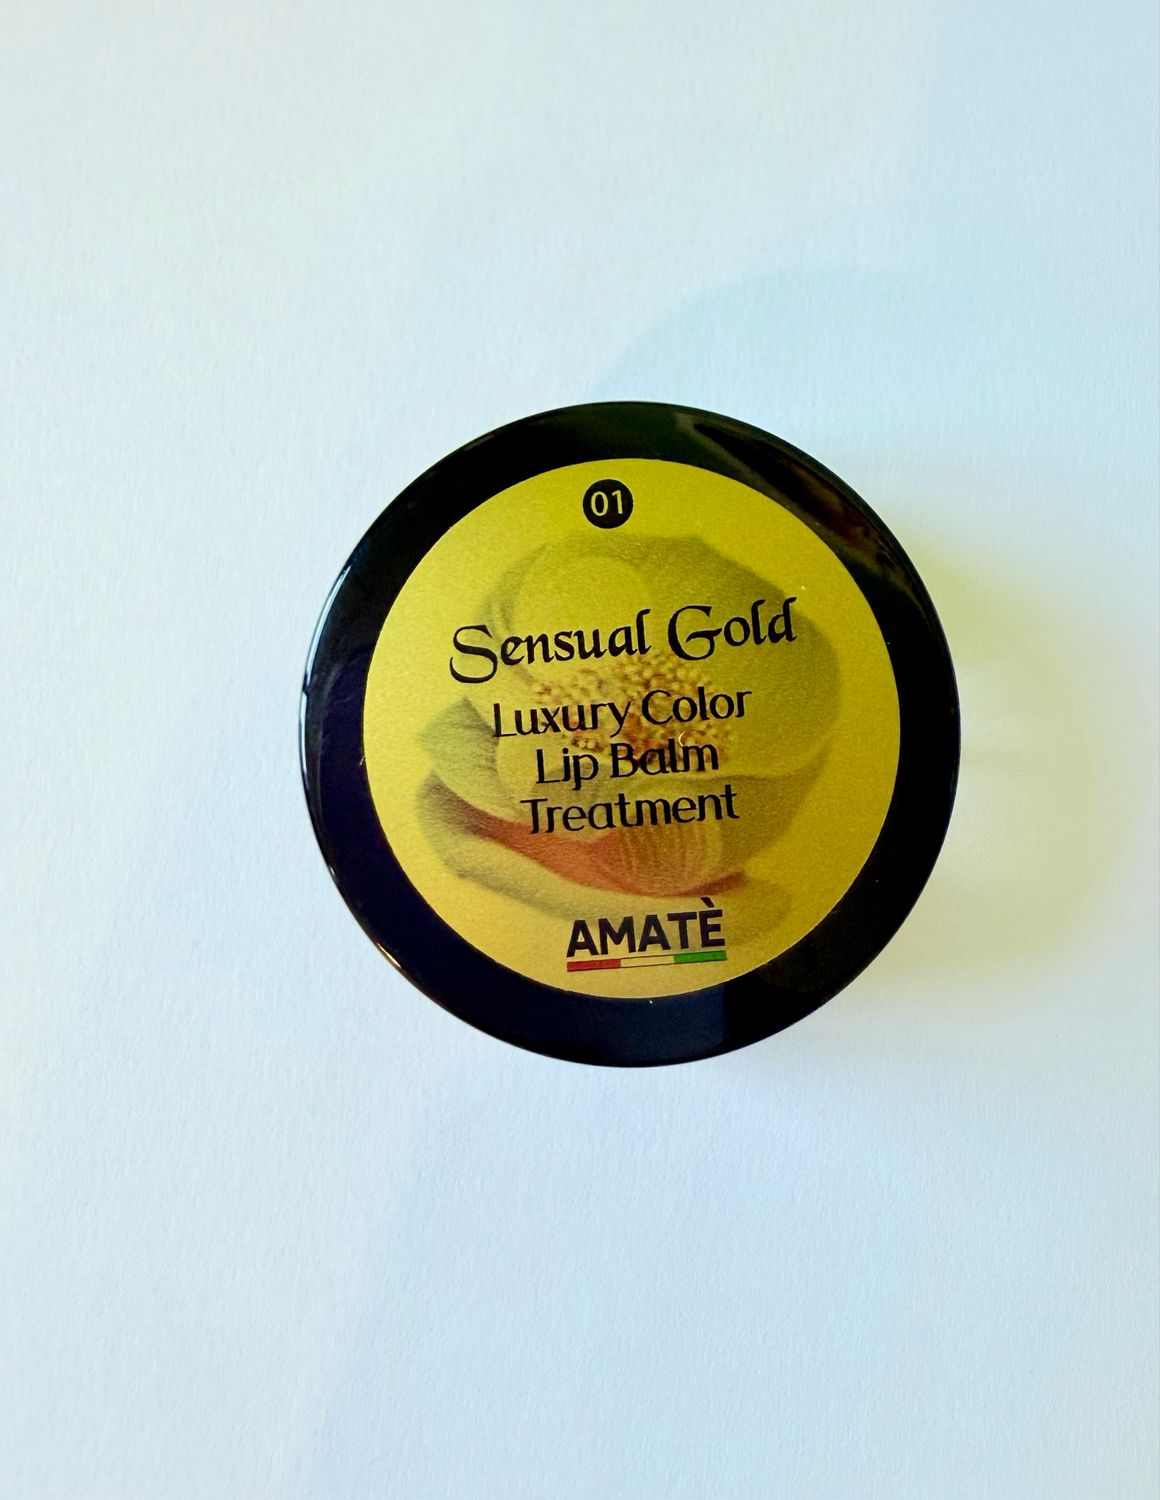 01
Sensual Gold
Luxury Color
Lip Balm
Treatment
AMATÈ